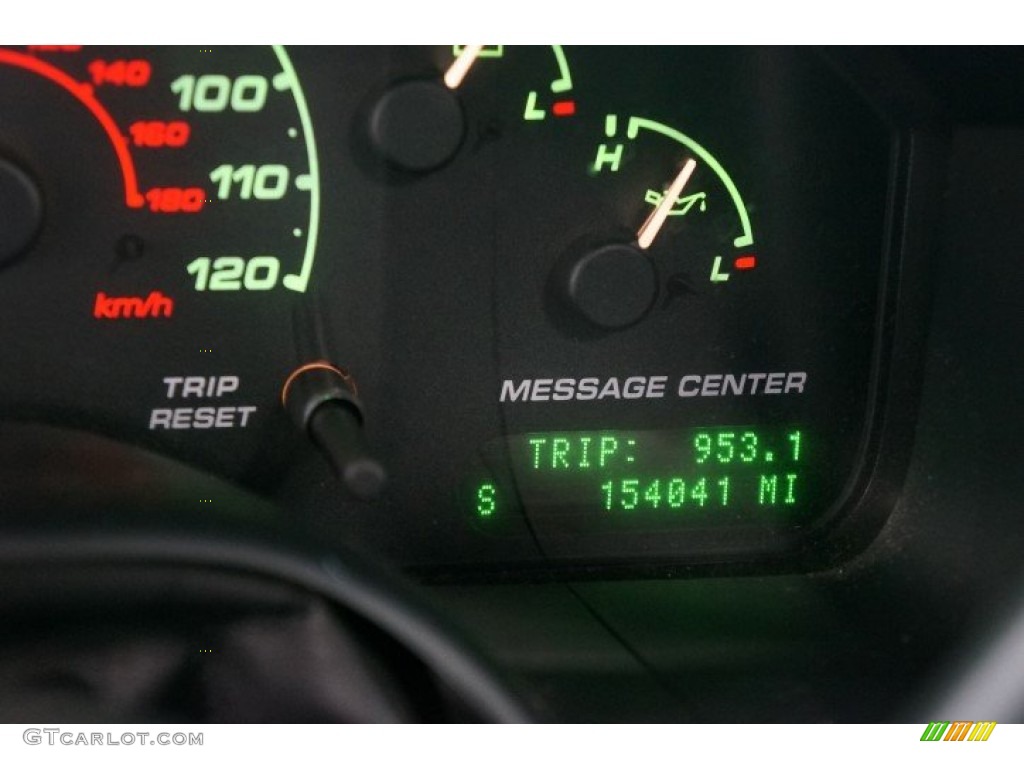 140
100
160
L
H
110
180
120
L
km/h
TRIP
RESET
MESSAGE CENTER
TRIP: 953.1
S 154041 MI
GTCARLOT.COM